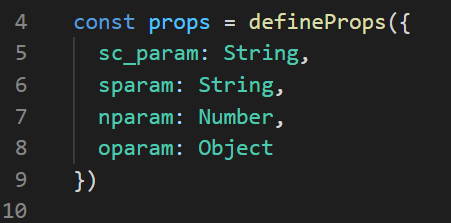 4 const props = defineProps({
5 sc_param: String,
6 sparam: String,
7 nparam: Number,
8 oparam: Object
9 })
10